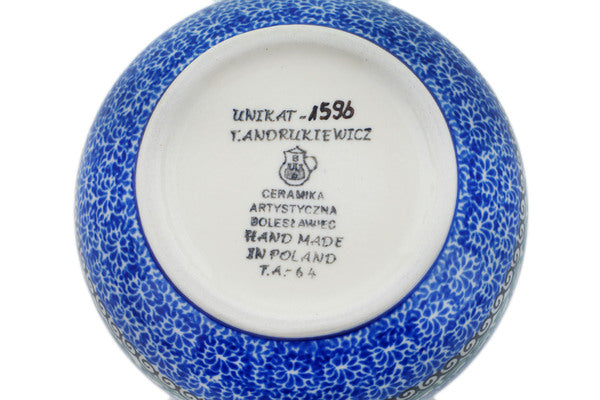 UNIKAT-1596
T.ANDRUKIEWICZ
B
CERAMIKA
ARTYSTYCZNA
BOLESŁAWIEC
HAND MADE
IN POLAND
T.A.-64